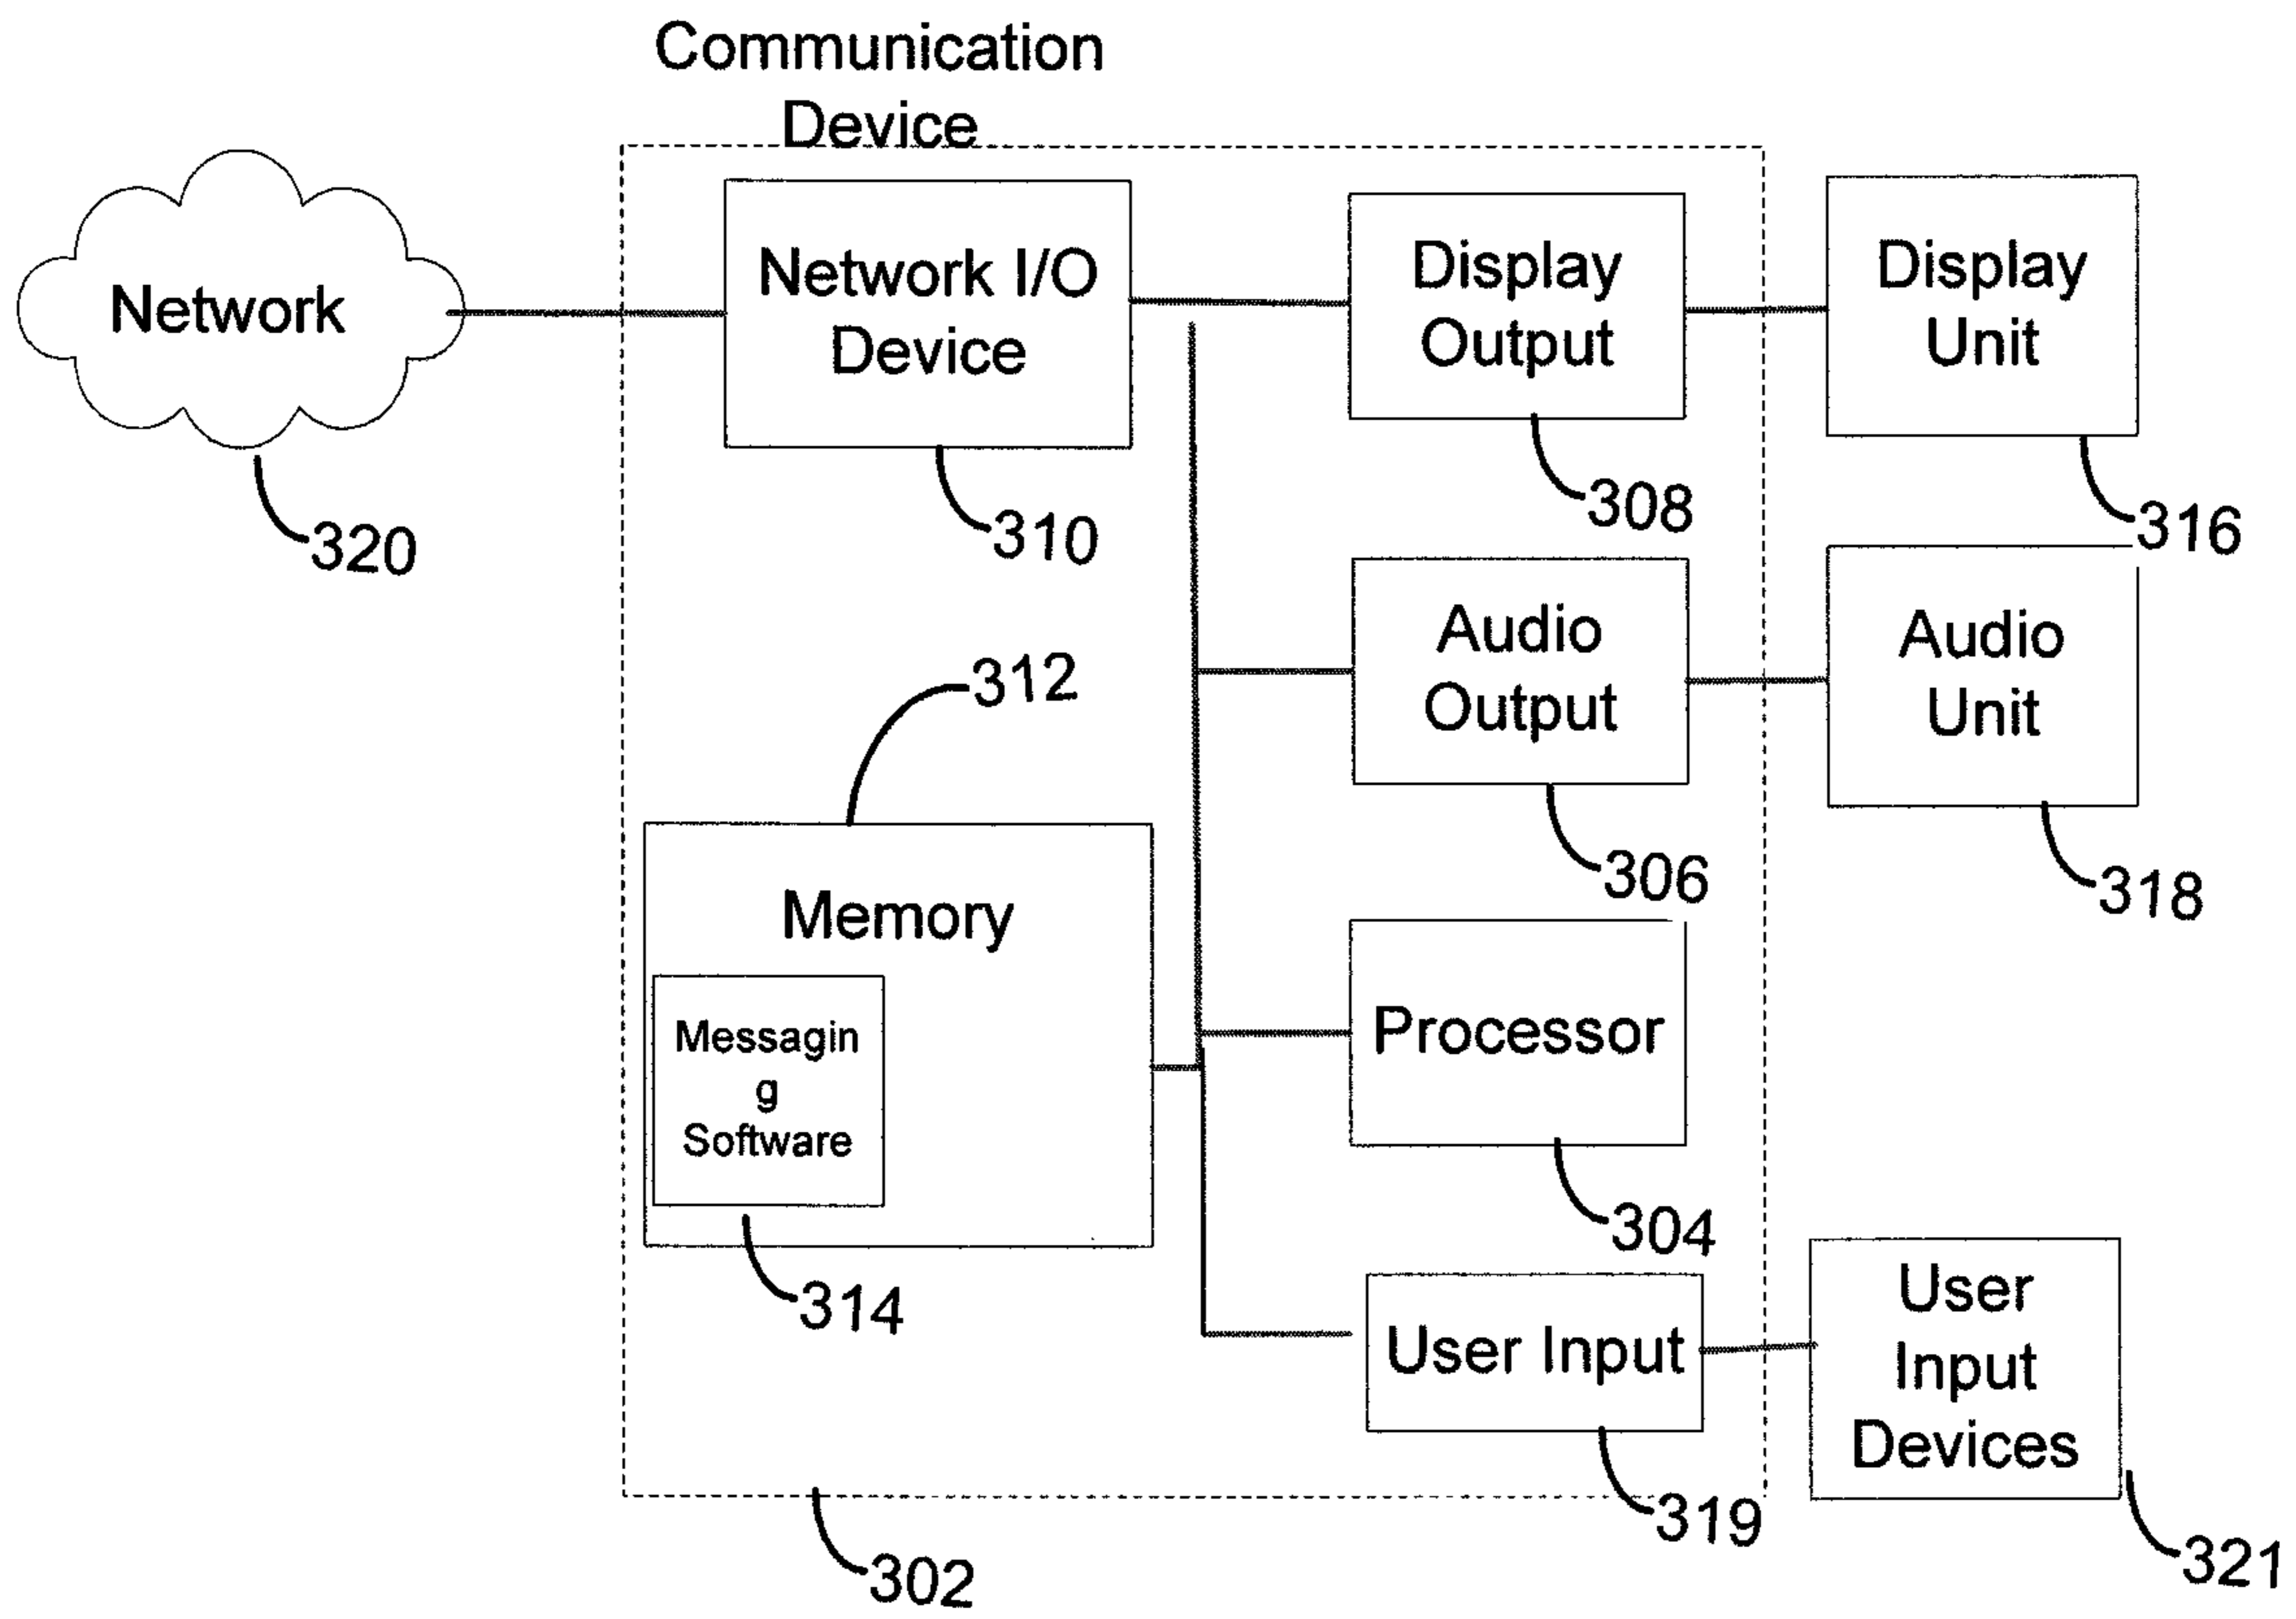 Communication
Device
Network
320
Network I/O
Device
310
Display
Output
308
Display
Unit
316
Audio
Output
306
Audio
Unit
318
312
Memory
Messagin
g
Software
314
Processor
304
User Input
319
User
Input
Devices
321
302